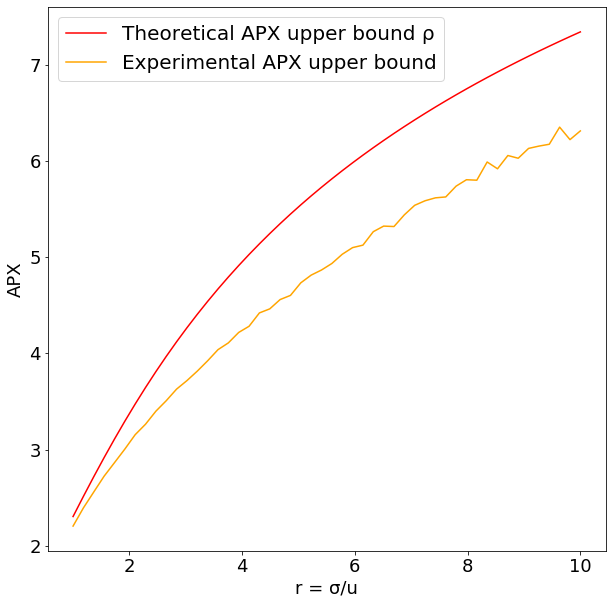 Theoretical APX upper bound ρ
Experimental APX upper bound
APX
7
6
5
4
3
2
2 4 6 8 10
r = σ/u